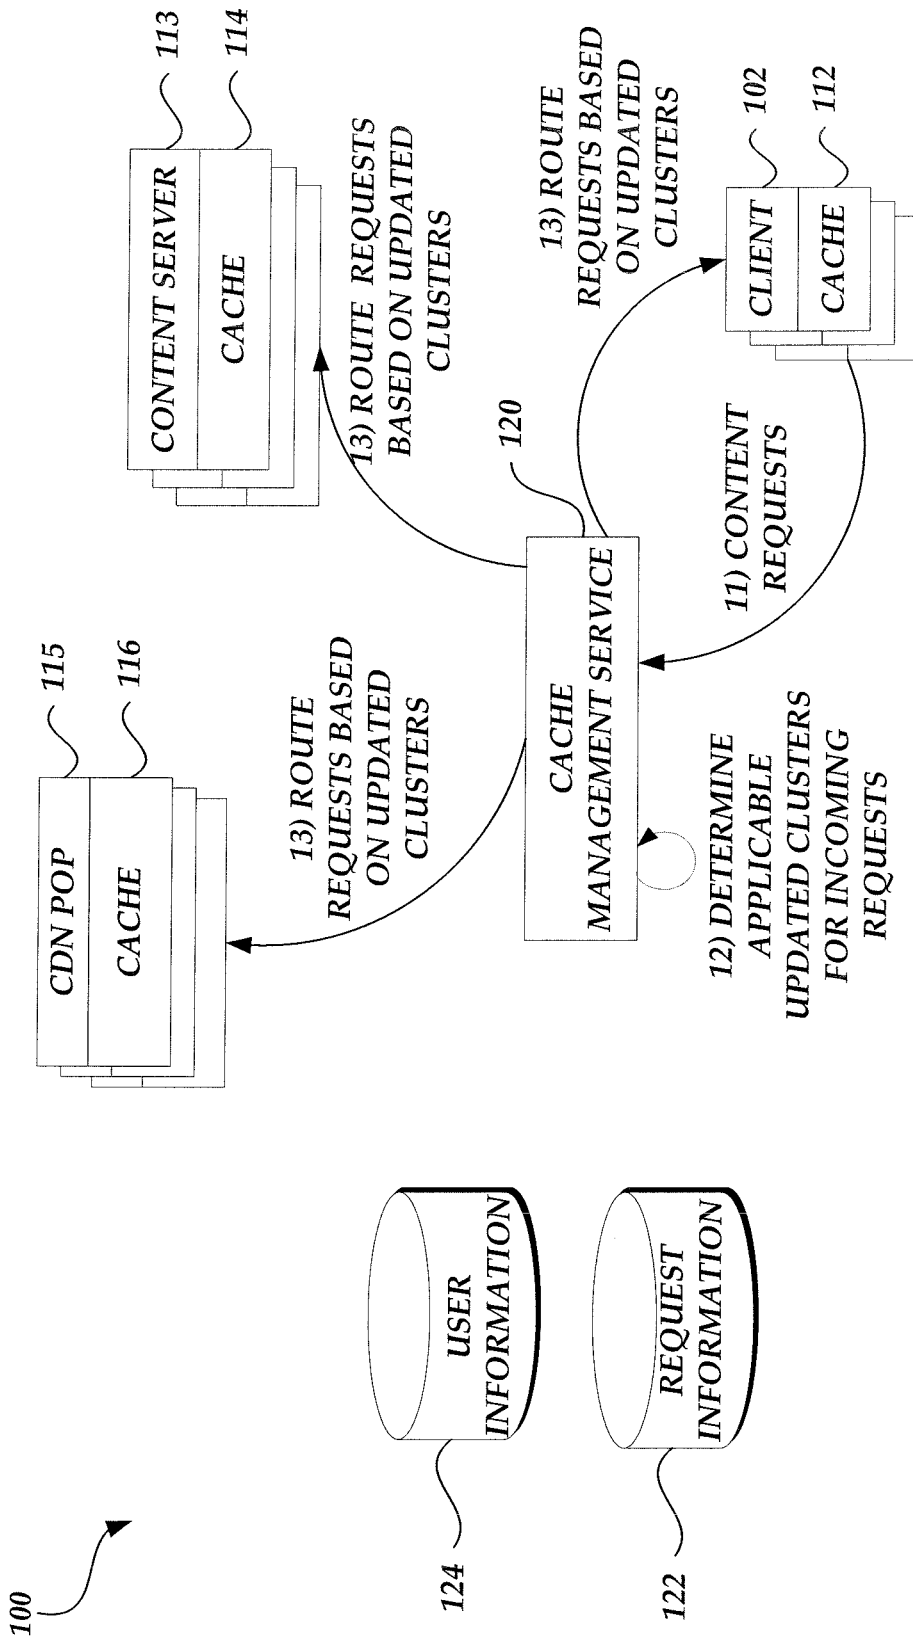 100
124
USER
INFORMATION
122
REQUEST
INFORMATION
CDN POP
115
CACHE
116
13) ROUTE
REQUESTS BASED
ON UPDATED
CLUSTERS
CONTENT SERVER
113
CACHE
114
13) ROUTE REQUESTS
BASED ON UPDATED
CLUSTERS
120
CACHE
MANAGEMENT SERVICE
13) ROUTE
REQUESTS BASED
ON UPDATED
CLUSTERS
CLIENT
102
CACHE
112
11) CONTENT
REQUESTS
12) DETERMINE
APPLICABLE
UPDATED CLUSTERS
FOR INCOMING
REQUESTS